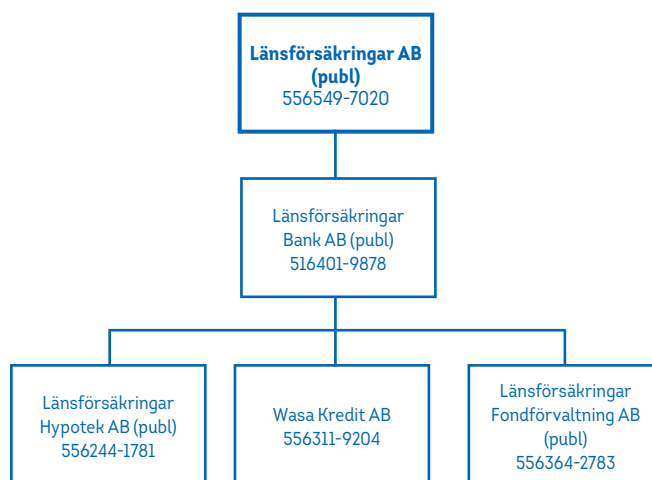 Länsförsäkringar AB
(publ)
556549-7020
Länsförsäkringar
Bank AB (publ)
516401-9878
Länsförsäkringar
Hypotek AB (publ)
556244-1781
Wasa Kredit AB
556311-9204
Länsförsäkringar
Fondförvaltning AB
(publ)
556364-2783